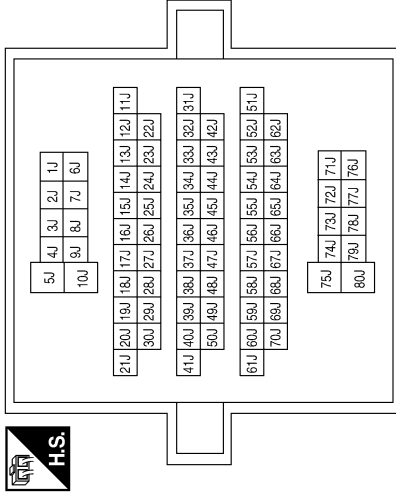 H.S.
5J 4J 3J 2J 1J
10J 9J 8J 7J 6J
21J 20J 19J 18J 17J 16J 15J 14J 13J 12J 11J
30J 29J 28J 27J 26J 25J 24J 23J 22J
41J 40J 39J 38J 37J 36J 35J 34J 33J 32J 31J
50J 49J 48J 47J 46J 45J 44J 43J 42J
61J 60J 59J 58J 57J 56J 55J 54J 53J 52J 51J
70J 69J 68J 67J 66J 65J 64J 63J 62J
75J 74J 73J 72J 71J
80J 79J 78J 77J 76J